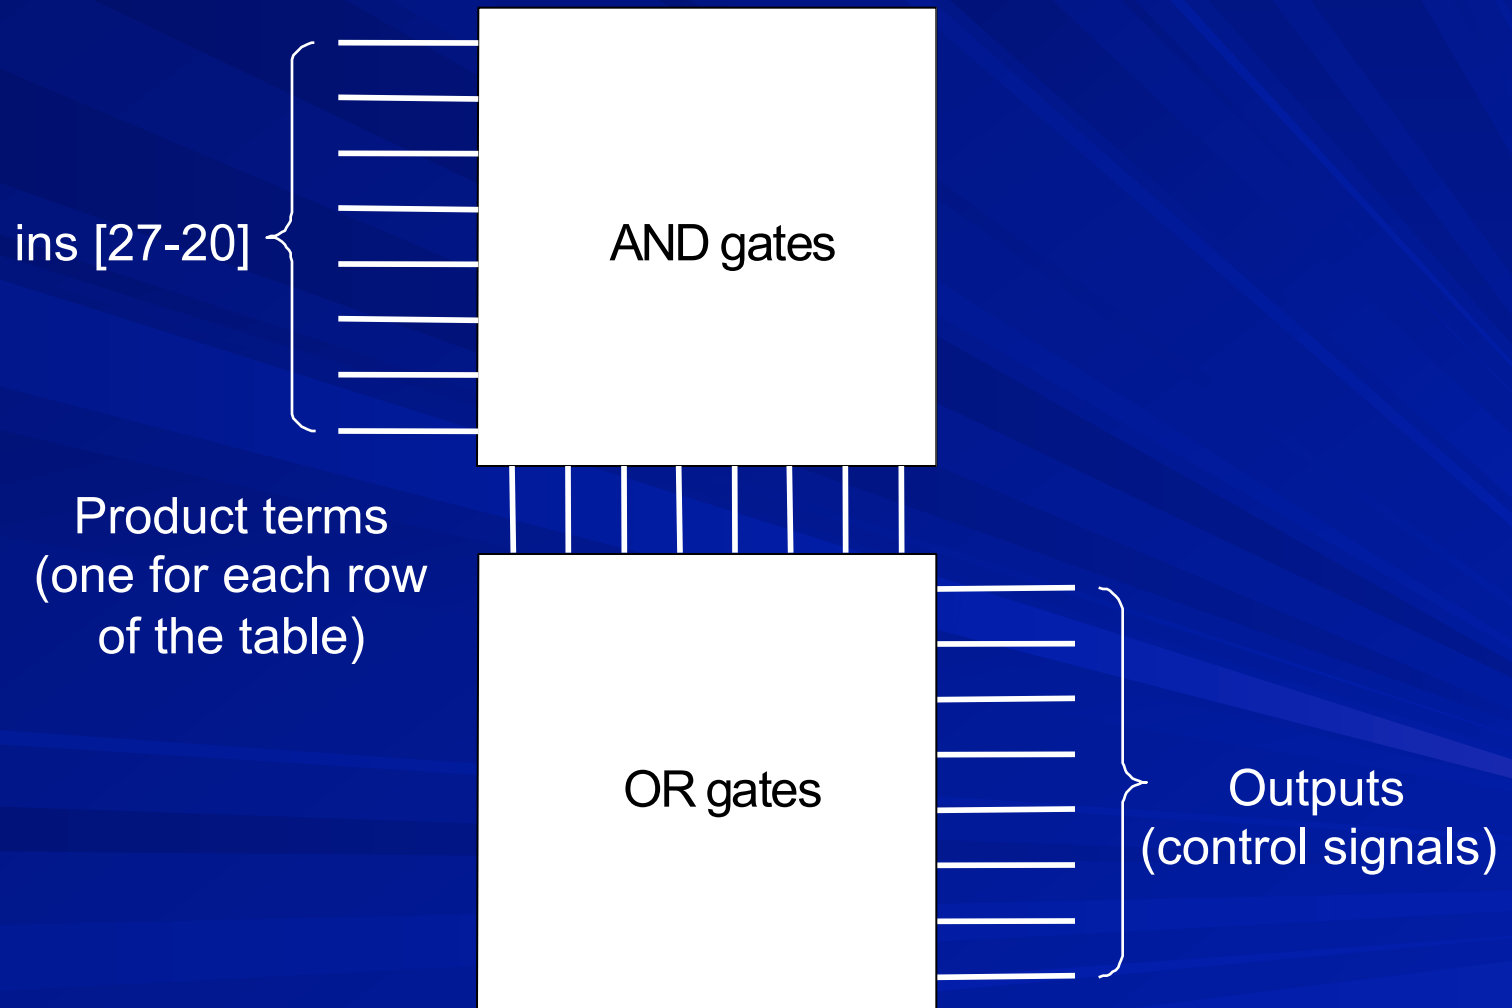 AND gates
ins [27-20]
Product terms
(one for each row
of the table)
OR gates
Outputs
(control signals)